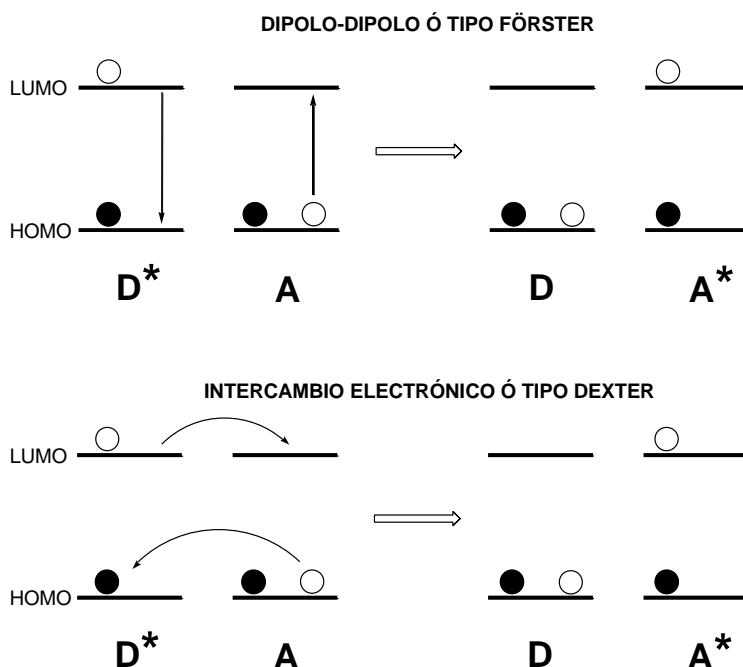 DIPOLO-DIPOLO Ó TIPO FÖRSTER
LUMO
HOMO
D* A D A*
INTERCAMBIO ELECTRÓNICO Ó TIPO DEXTER
LUMO
HOMO
D* A D A*